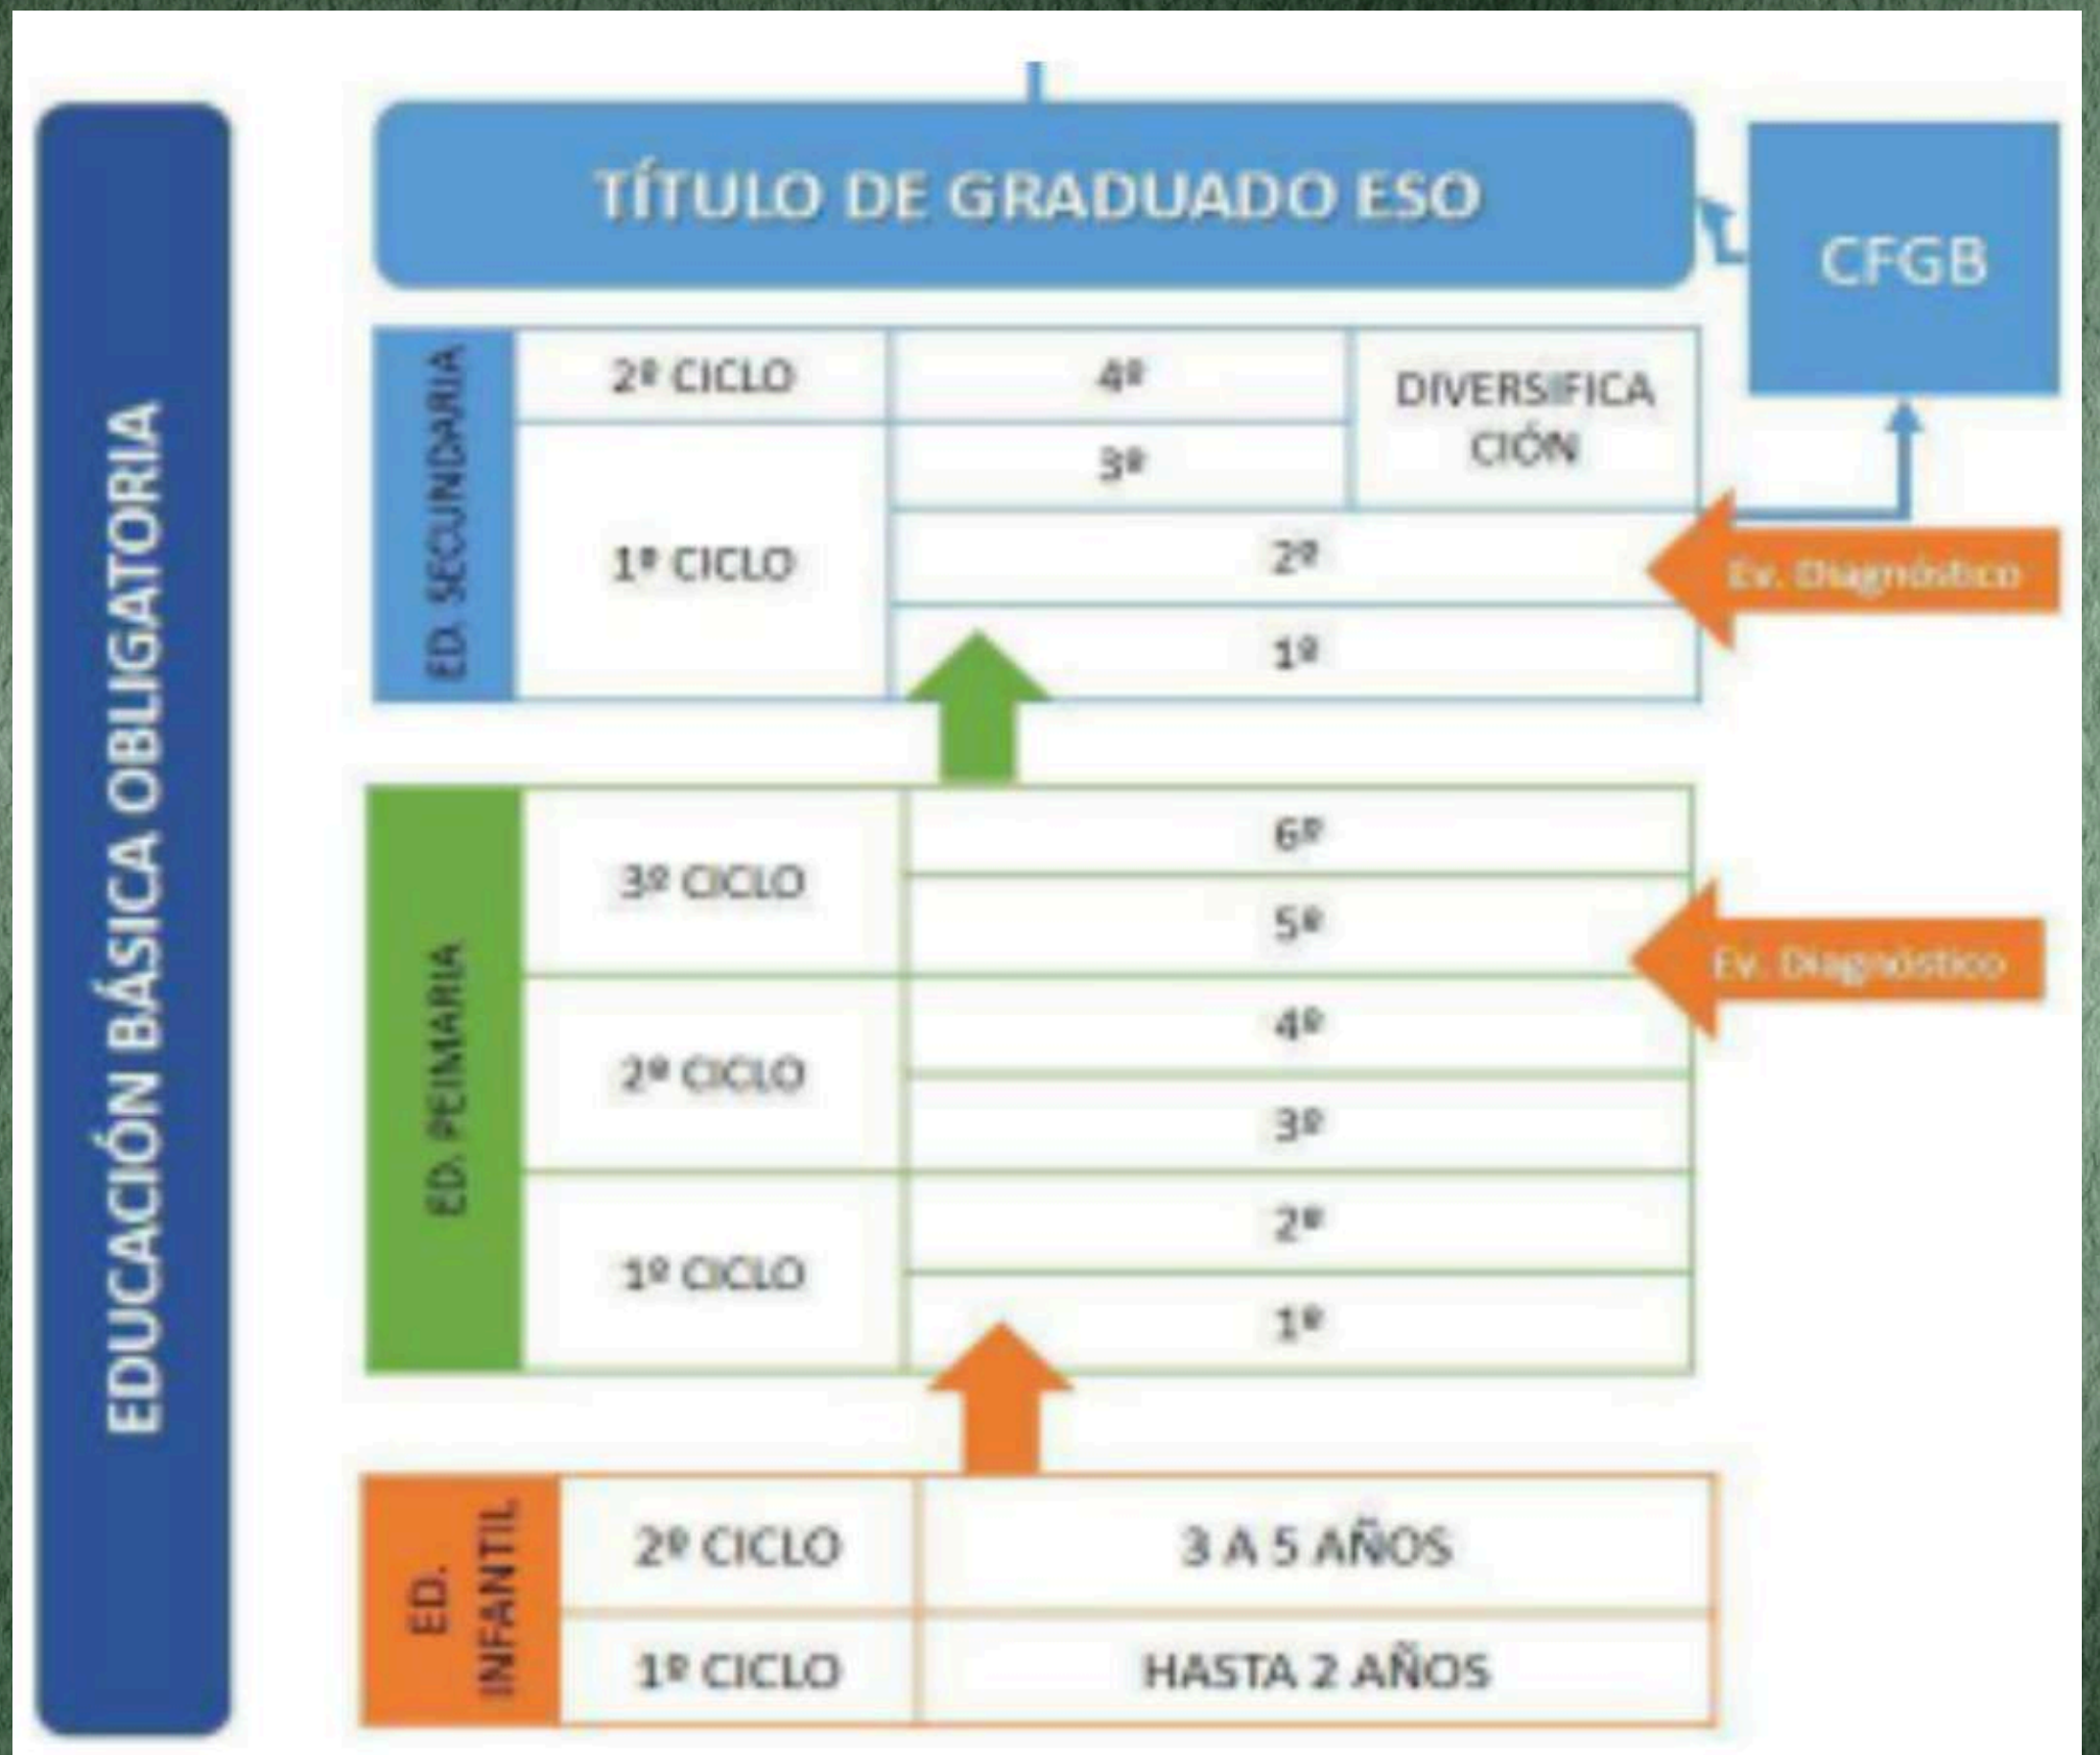 EDUCACIÓN BÁSICA OBLIGATORIA
TÍTULO DE GRADUADO ESO
CFGB
ED. SECUNDARIA
2º CICLO
4º
DIVERSIFICA
CIÓN
3º
1º CICLO
2º
Ev. Diagnóstico
1º
ED. PEIMARIA
3º CICLO
6º
5º
Ev. Diagnóstico
2º CICLO
4º
3º
1º CICLO
2º
1º
ED.
INFANTIL
2º CICLO
3 A 5 AÑOS
1º CICLO
HASTA 2 AÑOS